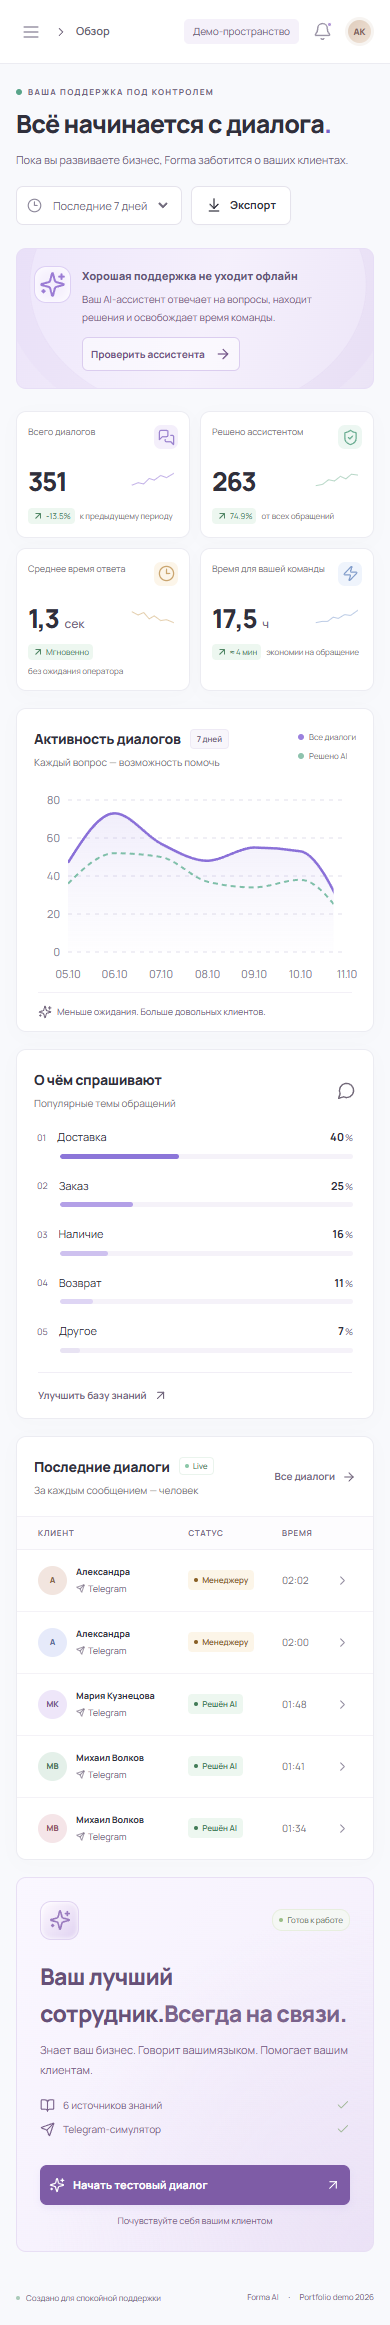 Обзор
Демо-пространство
АК
ВАША ПОДДЕРЖКА ПОД КОНТРОЛЕМ
Всё начинается с диалога.
Пока вы развиваете бизнес, Forma заботится о ваших клиентах.
Последние 7 дней
Экспорт
Хорошая поддержка не уходит офлайн
Ваш AI-ассистент отвечает на вопросы, находит
решения и освобождает время команды.
Проверить ассистента
Всего диалогов
351
-13.5% к предыдущему периоду
Решено ассистентом
263
74.9% от всех обращений
Среднее время ответа
1,3 сек
Мгновенно
без ожидания оператора
Время для вашей команды
17,5 ч
≈ 4 мин экономии на обращение
Активность диалогов
7 дней
Каждый вопрос — возможность помочь
Все диалоги
Решено AI
80
60
40
20
0
05.10 06.10 07.10 08.10 09.10 10.10 11.10
Меньше ожидания. Больше довольных клиентов.
О чём спрашивают
Популярные темы обращений
01 Доставка 40%
02 Заказ 25%
03 Наличие 16%
04 Возврат 11%
05 Другое 7%
Улучшить базу знаний
Последние диалоги
Live
За каждым сообщением — человек
Все диалоги
КЛИЕНТ СТАТУС ВРЕМЯ
А Александра Telegram Менеджеру 02:02
А Александра Telegram Менеджеру 02:00
МК Мария Кузнецова Telegram Решён AI 01:48
МВ Михаил Волков Telegram Решён AI 01:41
МВ Михаил Волков Telegram Решён AI 01:34
Готов к работе
Ваш лучший
сотрудник.Всегда на связи.
Знает ваш бизнес. Говорит вашимязыком. Помогает вашим
клиентам.
6 источников знаний
Telegram-симулятор
Начать тестовый диалог
Почувствуйте себя вашим клиентом
Создано для спокойной поддержки
Forma AI · Portfolio demo 2026